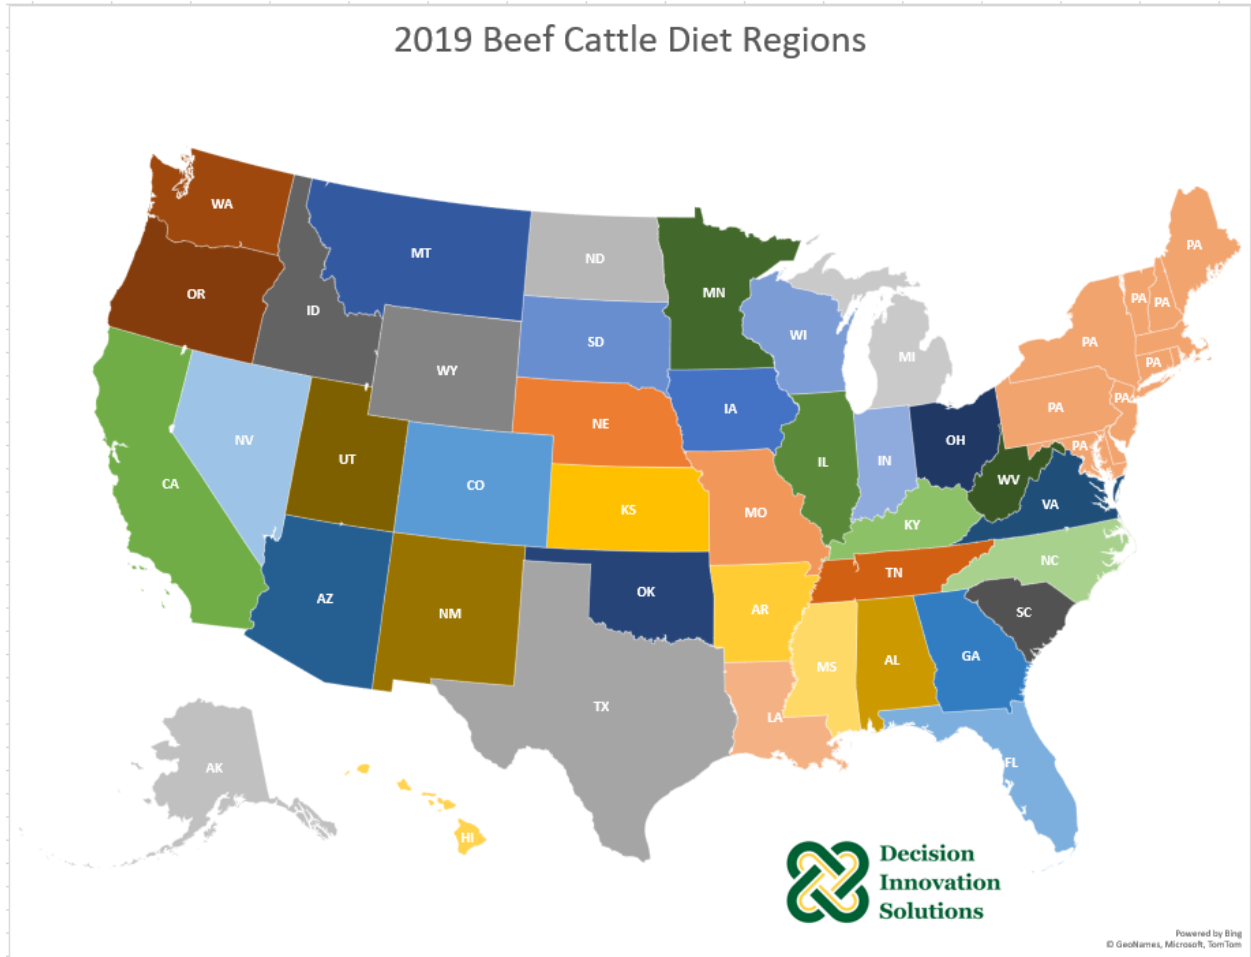 2019 Beef Cattle Diet Regions
WA
MT
ND
MN
PA
OR
ID
SD
WI
PA
PA
PA
WY
MI
PA
NE
IA
PA
PA
NV
UT
CO
OH
PA
CA
KS
MO
IL
IN
WV
VA
KY
AZ
NM
OK
AR
TN
NC
SC
TX
LA
MS
AL
GA
FL
AK
HI
Decision
Innovation
Solutions
Powered by Bing
© GeoNames, Microsoft, TomTom